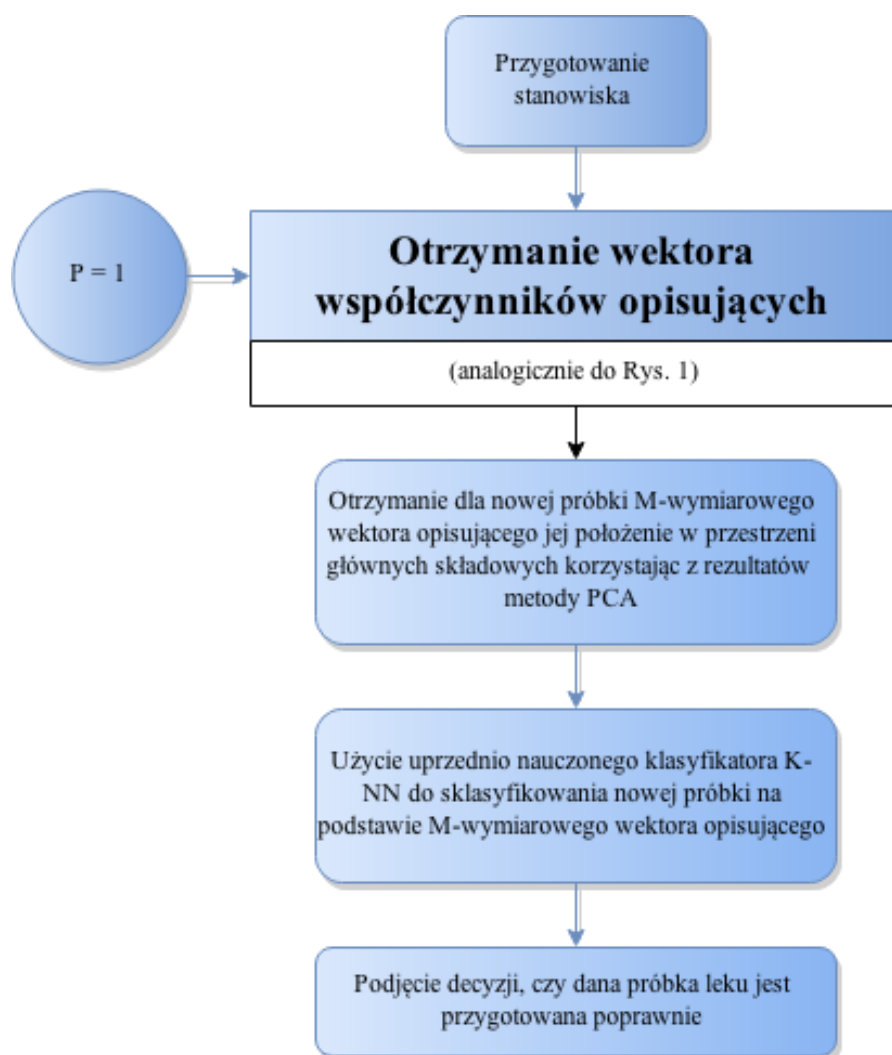 Przygotowanie
stanowiska
P = 1
Otrzymanie wektora
współczynników opisujących
(analogicznie do Rys. 1)
Otrzymanie dla nowej próbki M-wymiarowego
wektora opisującego jej położenie w przestrzeni
głównych składowych korzystając z rezultatów
metody PCA
Użycie uprzednio nauczonego klasyfikatora K-
NN do sklasyfikowania nowej próbki na
podstawie M-wymiarowego wektora opisującego
Podjęcie decyzji, czy dana próbka leku jest
przygotowana poprawnie